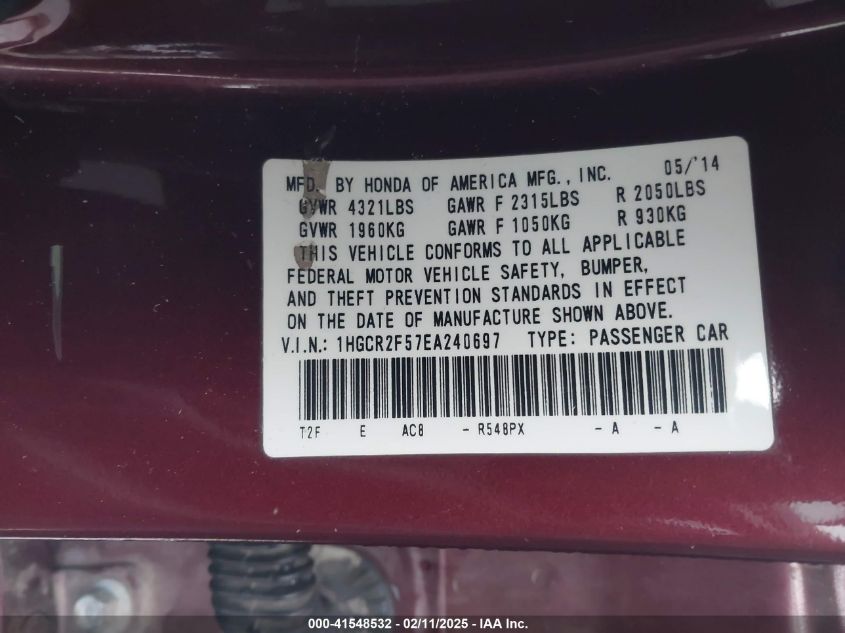 MFD. BY HONDA OF AMERICA MFG., INC. 05/'14
GVWR 4321LBS GAWR F 2315LBS R 2050LBS
GVWR 1960KG GAWR F 1050KG R 930KG
THIS VEHICLE CONFORMS TO ALL APPLICABLE
FEDERAL MOTOR VEHICLE SAFETY, BUMPER,
AND THEFT PREVENTION STANDARDS IN EFFECT
ON THE DATE OF MANUFACTURE SHOWN ABOVE.
V.I.N.: 1HGCR2F57EA240697 TYPE: PASSENGER CAR
T2F E AC8 - R548PX - A - A
000-41548532 - 02/11/2025 - IAA Inc.